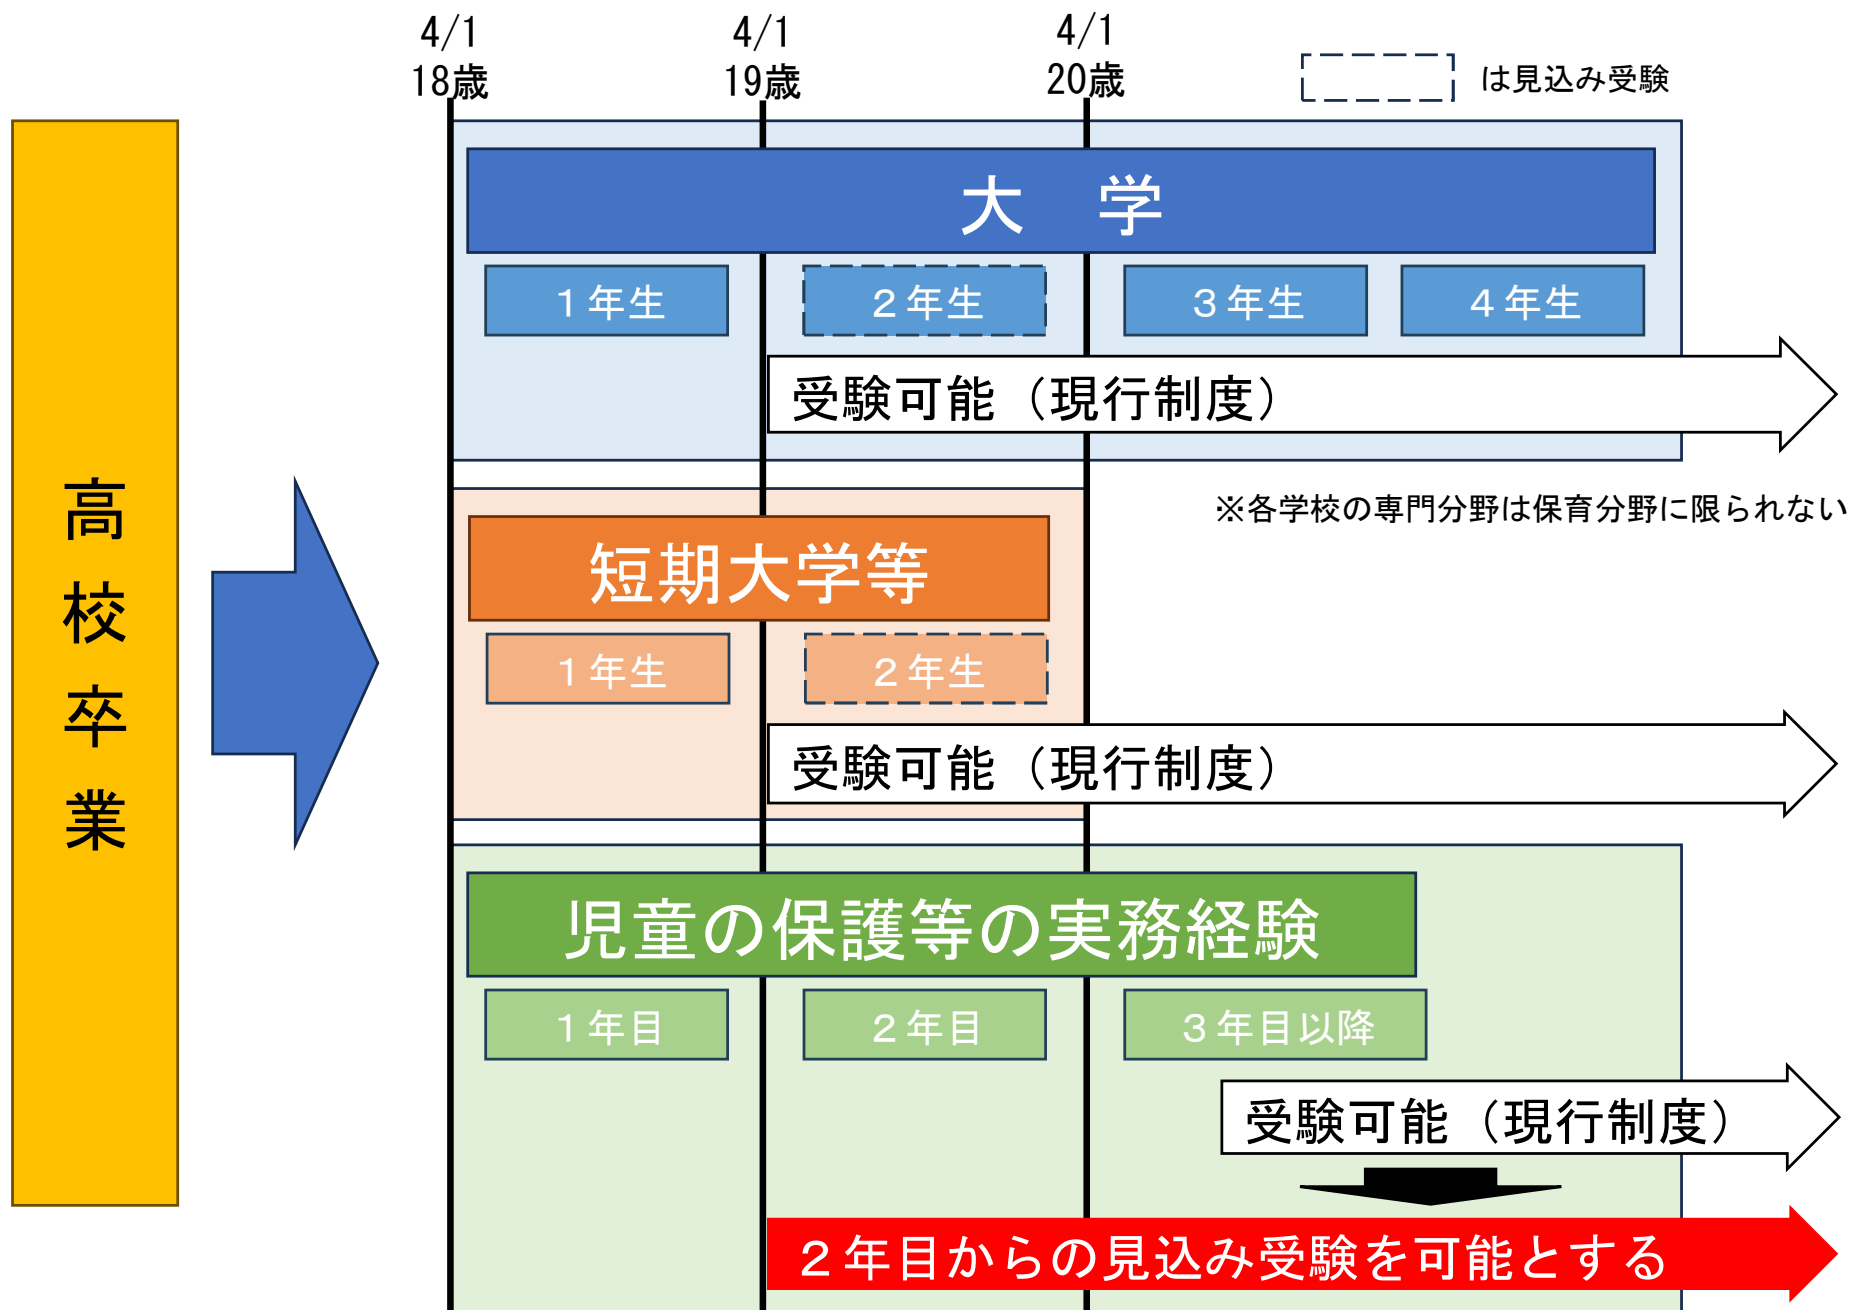 4/1
18歳
4/1
19歳
4/1
20歳
は見込み受験
高校卒業
大　学
１年生
２年生
３年生
４年生
受験可能（現行制度）
※各学校の専門分野は保育分野に限られない
短期大学等
１年生
２年生
受験可能（現行制度）
児童の保護等の実務経験
１年目
２年目
３年目以降
受験可能（現行制度）
２年目からの見込み受験を可能とする